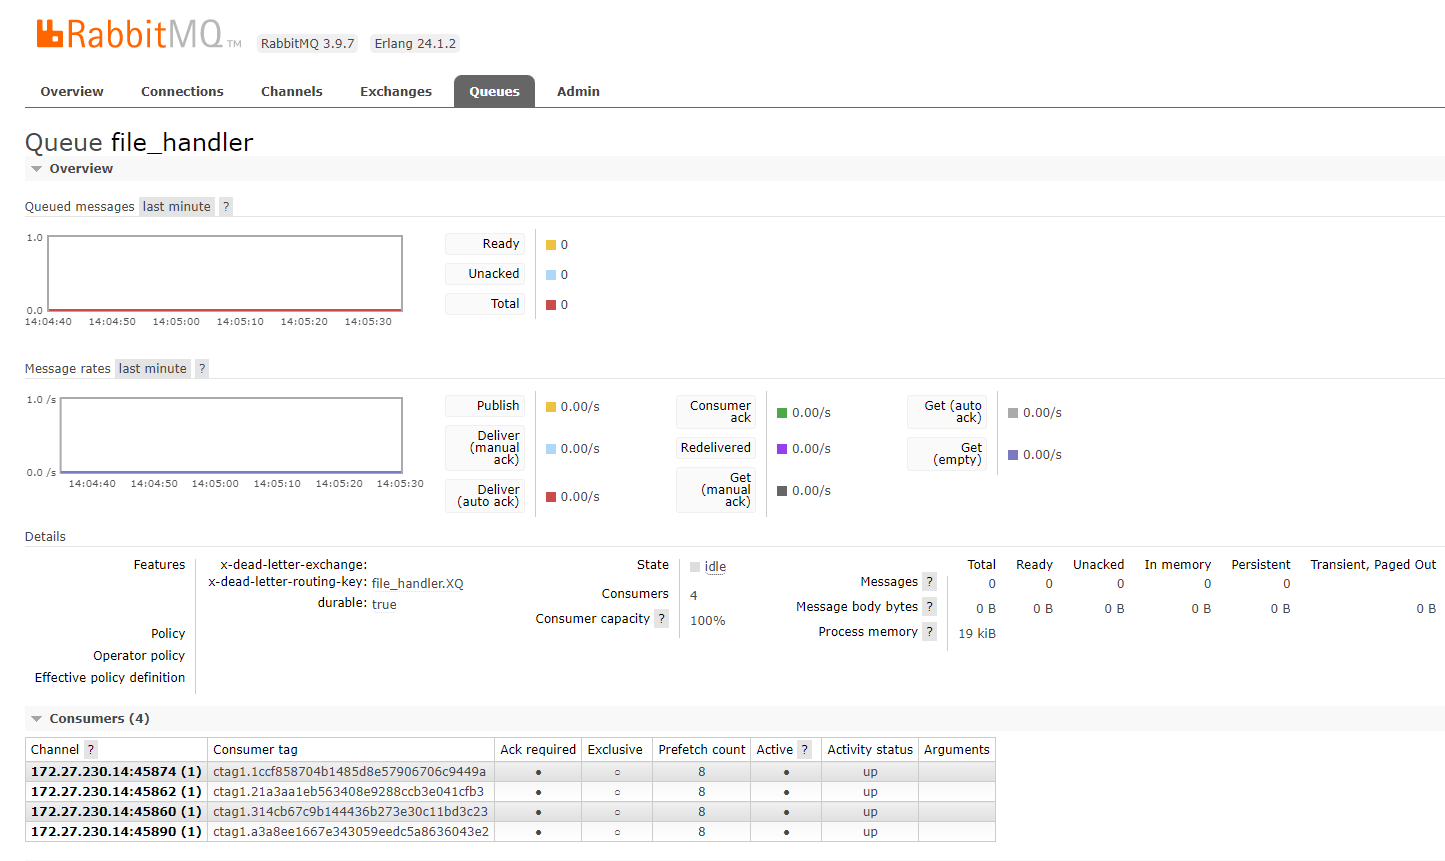 RabbitMQ TM RabbitMQ 3.9.7 Erlang 24.1.2
Overview Connections Channels Exchanges Queues Admin
Queue file_handler
Overview
Queued messages last minute ?
1.0
0.0
14:04:40 14:04:50 14:05:00 14:05:10 14:05:20 14:05:30
Ready 0
Unacked 0
Total 0
Message rates last minute ?
1.0 /s
0.0 /s
14:04:40 14:04:50 14:05:00 14:05:10 14:05:20 14:05:30
Publish 0.00/s
Deliver
(manual
ack)
0.00/s
Deliver
(auto ack)
0.00/s
Consumer
ack
0.00/s
Redelivered 0.00/s
Get
(manual
ack)
0.00/s
Get (auto
ack)
0.00/s
Get
(empty)
0.00/s
Details
Features
x-dead-letter-exchange:
x-dead-letter-routing-key: file_handler.XQ
durable: true
Policy
Operator policy
Effective policy definition
State idle
Consumers 4
Consumer capacity ? 100%
Total Ready Unacked In memory Persistent Transient, Paged Out
Messages ? 0 0 0 0 0
Message body bytes ? 0 B 0 B 0 B 0 B 0 B 0 B
Process memory ? 19 kiB
Consumers (4)
Channel ? Consumer tag Ack required Exclusive Prefetch count Active ? Activity status Arguments
172.27.230.14:45874 (1) ctag1.1ccf858704b1485d8e57906706c9449a ● ○ 8 ● up
172.27.230.14:45862 (1) ctag1.21a3aa1eb563408e9288ccb3e041cfb3 ● ○ 8 ● up
172.27.230.14:45860 (1) ctag1.314cb67c9b144436b273e30c11bd3c23 ● ○ 8 ● up
172.27.230.14:45890 (1) ctag1.a3a8ee1667e343059eedc5a8636043e2 ● ○ 8 ● up